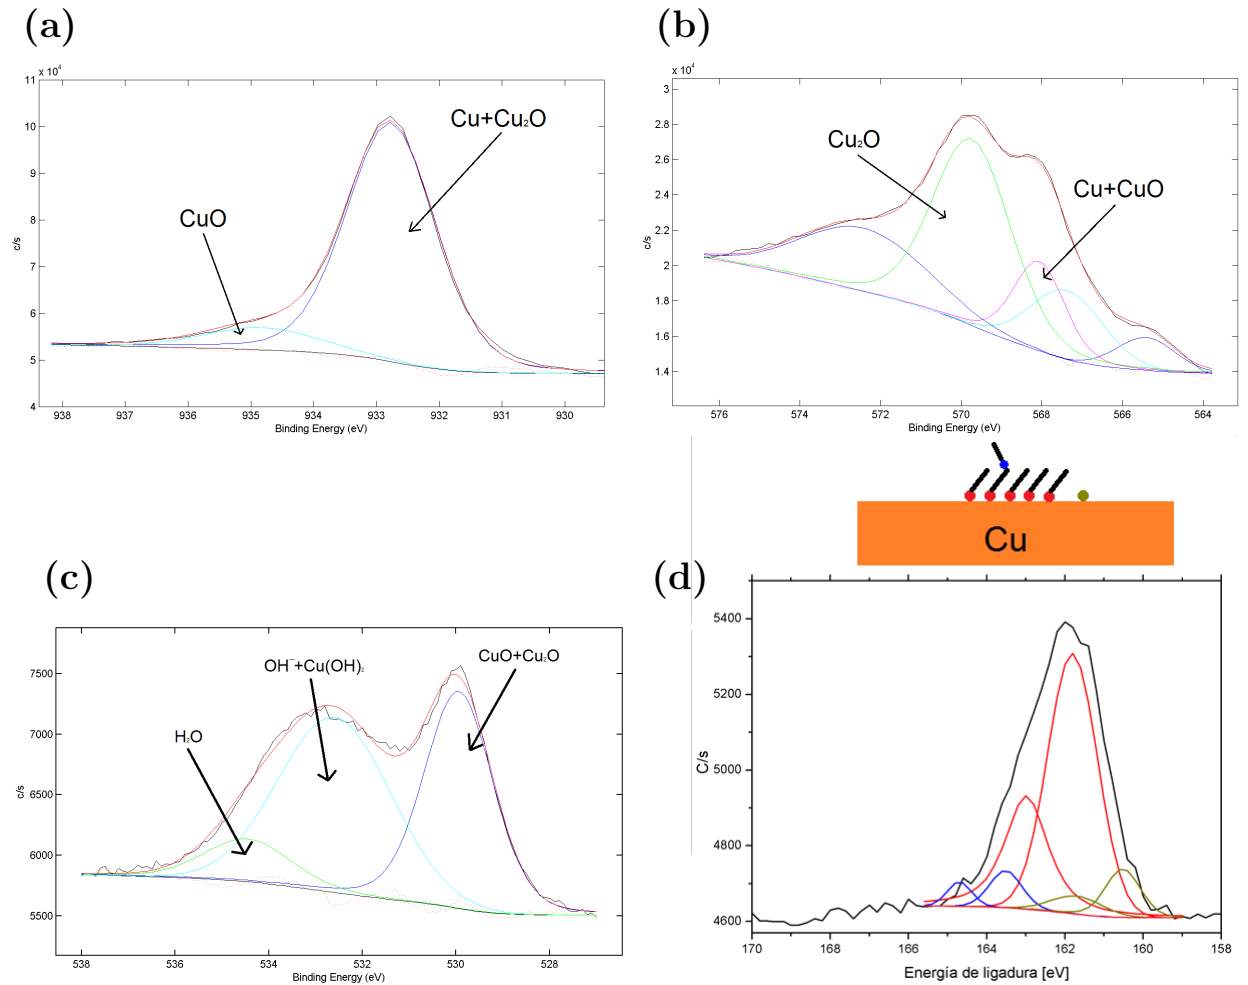 (a)
x 10⁴
11
10
9
8
7
6
5
4
c/s
CuO
Cu+Cu₂O
938 937 936 935 934 933 932 931 930
Binding Energy (eV)
(b)
x 10⁴
3
2.8
2.6
2.4
2.2
2
1.8
1.6
1.4
c/s
Cu₂O
Cu+CuO
576 574 572 570 568 566 564
Binding Energy (eV)
(c)
7500
7000
6500
6000
5500
c/s
H₂O
OH⁻+Cu(OH)₂
CuO+Cu₂O
538 536 534 532 530 528
Binding Energy (eV)
Cu
(d)
5400
5200
5000
4800
4600
C/s
170 168 166 164 162 160 158
Energía de ligadura [eV]